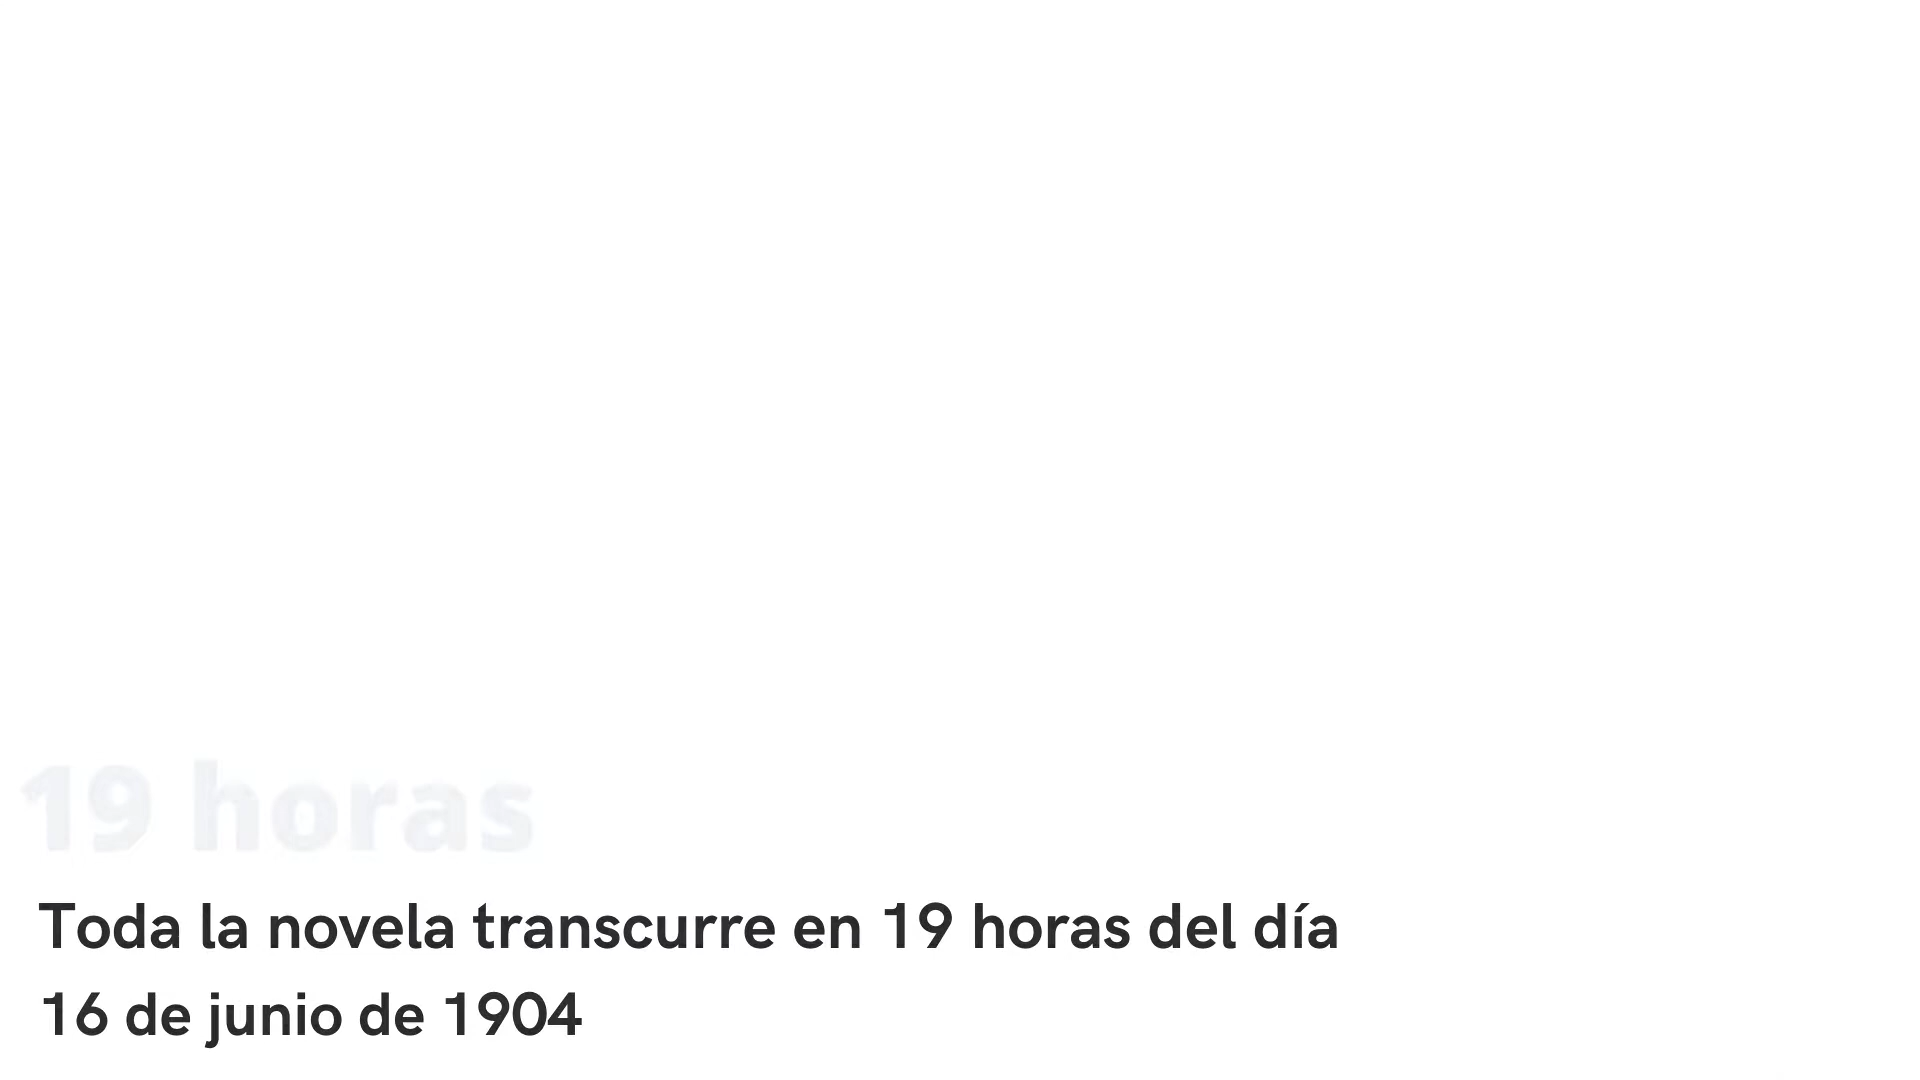 19 horas
Toda la novela transcurre en 19 horas del día
16 de junio de 1904